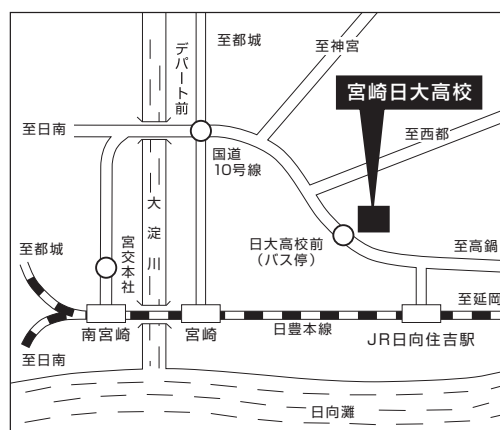 至都城
至神宮
デパート前
宮崎日大高校
至日南
至西都
国道
10号線
大淀川
日大高校前
(バス停)
至都城
宮交本社
至高鍋
至延岡
南宮崎
宮崎
日豊本線
JR日向住吉駅
至日南
日向灘